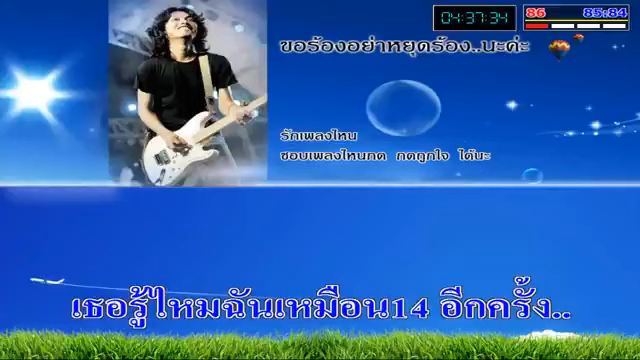 04:37:34
86 85:84
ขอร้องอย่าหยุดร้อง..นะค่ะ
รักเพลงไหน
ชอบเพลงไหนกด กดถูกใจ ได้นะ
เธอรู้ไหมฉันเหมือน14 อีกครั้ง..